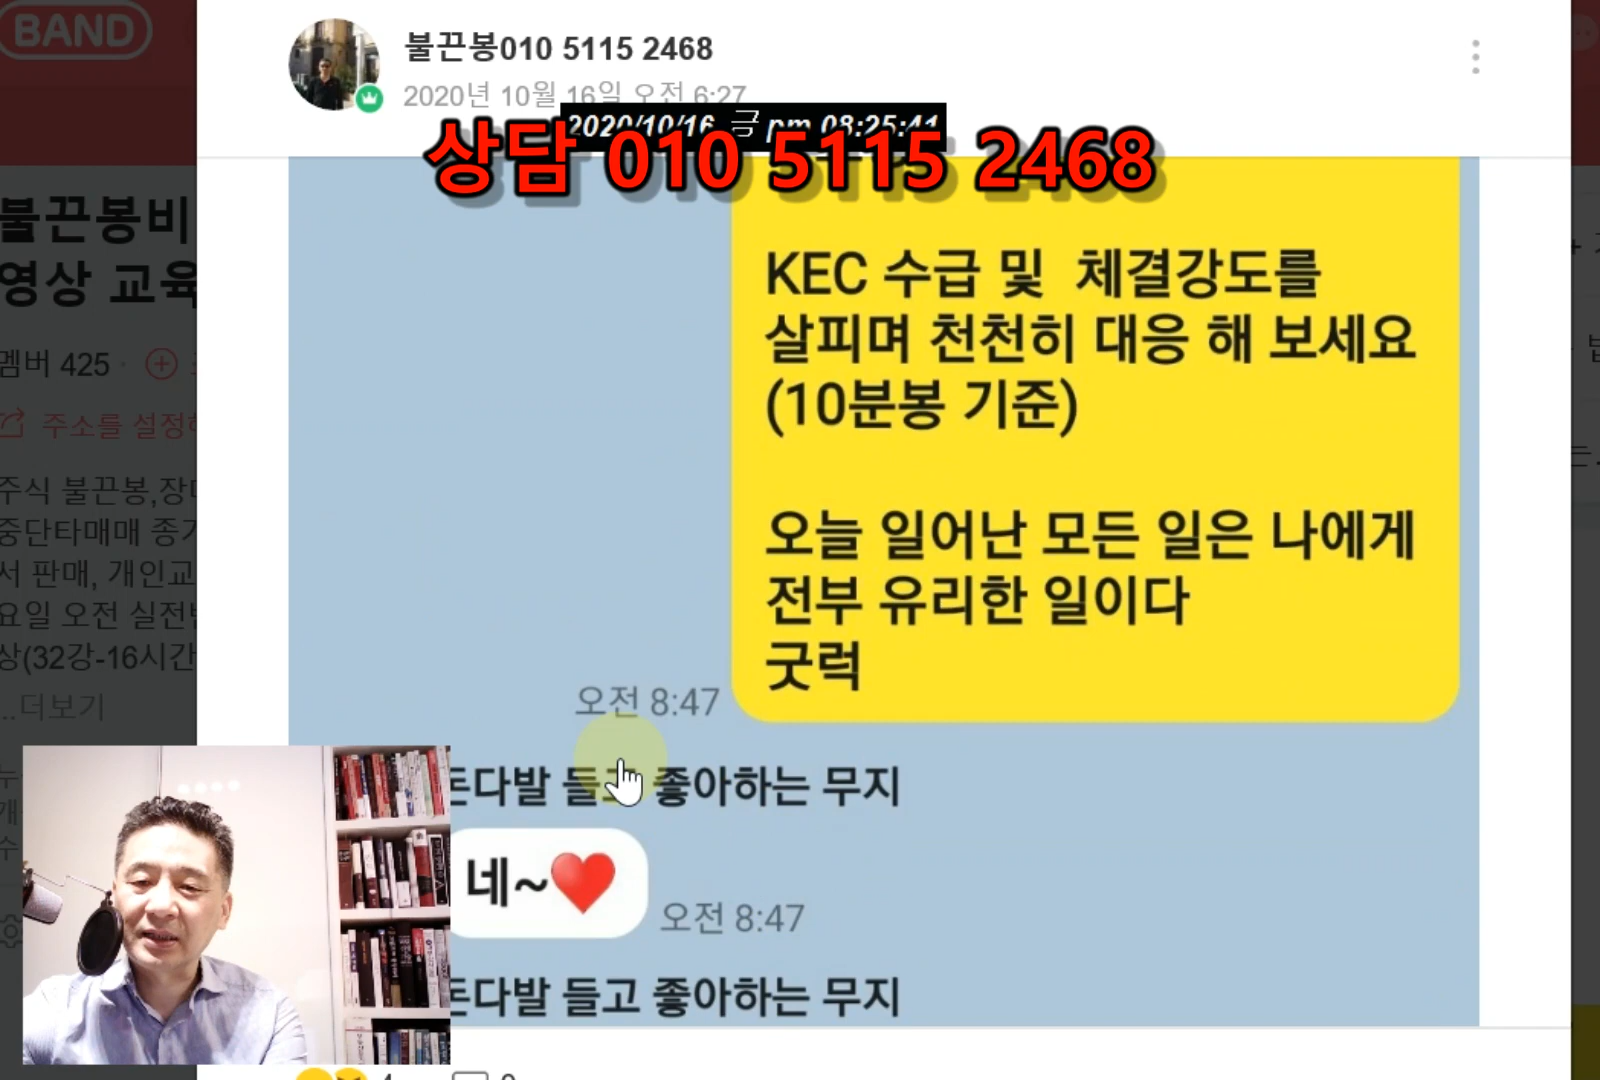 BAND
불끈봉010 5115 2468
2020년 10월 16일 오전 6:27
2020/10/16 금 pm 08:25:41
상담 010 5115 2468
불끈봉비
영상 교육
멤버 425
주소를 설정
주식 불끈봉,장
중단타매매 종
서 판매, 개인교
요일 오전 실전
상(32강-16시간
...더보기
KEC 수급 및 체결강도를
살피며 천천히 대응 해 보세요
(10분봉 기준)
오늘 일어난 모든 일은 나에게
전부 유리한 일이다
굿럭
오전 8:47
돈다발 들고 좋아하는 무지
네~❤️
오전 8:47
돈다발 들고 좋아하는 무지